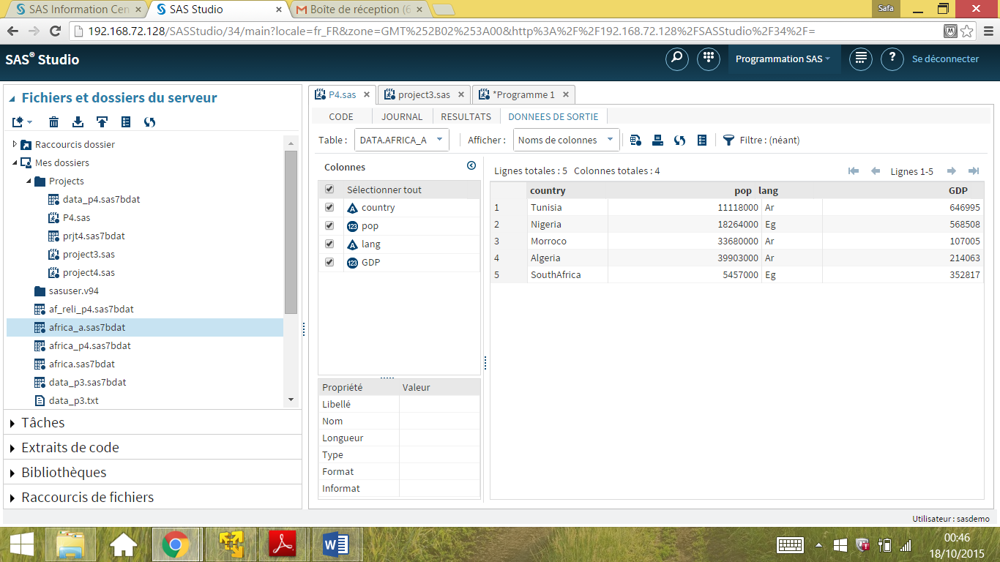 SAS Information Cen
SAS Studio
Boîte de réception (6
Safa
192.168.72.128/SASStudio/34/main?locale=fr_FR&zone=GMT%252B02%253A00&http%3A%2F%2F192.168.72.128%2FSASStudio%2F34%2F=
SAS® Studio
Programmation SAS
?
Se déconnecter
Fichiers et dossiers du serveur
Raccourcis dossier
Mes dossiers
Projects
data_p4.sas7bdat
P4.sas
prjt4.sas7bdat
project3.sas
project4.sas
sasuser.v94
af_reli_p4.sas7bdat
africa_a.sas7bdat
africa_p4.sas7bdat
africa.sas7bdat
data_p3.sas7bdat
data_p3.txt
Tâches
Extraits de code
Bibliothèques
Raccourcis de fichiers
P4.sas
project3.sas
*Programme 1
CODE JOURNAL RESULTATS DONNEES DE SORTIE
Table : DATA.AFRICA_A Afficher : Noms de colonnes Filtre : (néant)
Colonnes
Sélectionner tout
country
pop
lang
GDP
Propriété Valeur
Libellé
Nom
Longueur
Type
Format
Informat
Lignes totales : 5 Colonnes totales : 4 Lignes 1-5
country pop lang GDP
1 Tunisia 11118000 Ar 646995
2 Nigeria 18264000 Eg 568508
3 Morroco 33680000 Ar 107005
4 Algeria 39903000 Ar 214063
5 SouthAfrica 5457000 Eg 352817
Utilisateur : sasdemo
00:46
18/10/2015